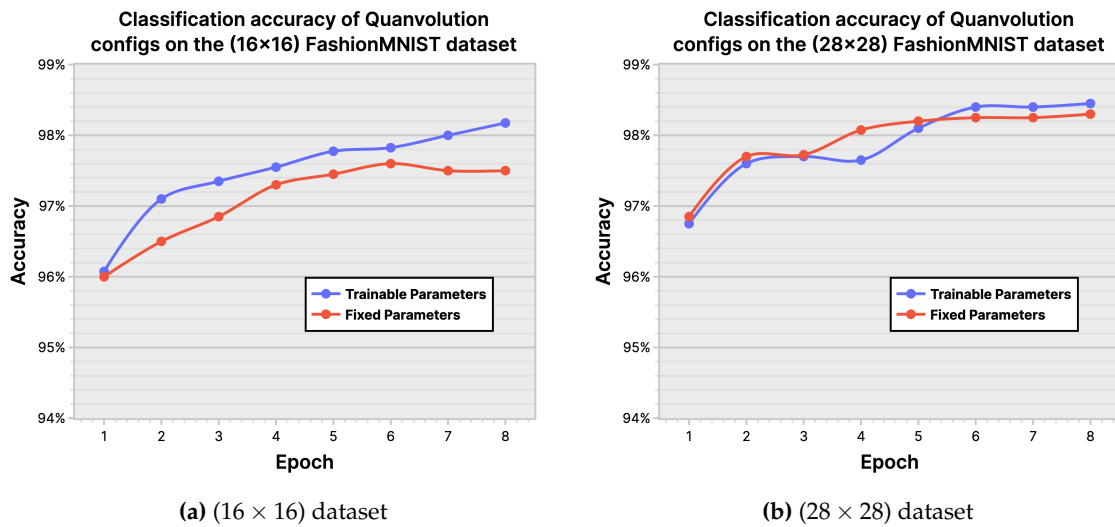 Classification accuracy of Quanvolution
configs on the (16×16) FashionMNIST dataset
99%
98%
97%
96%
95%
94%
Accuracy
Trainable Parameters
Fixed Parameters
1 2 3 4 5 6 7 8
Epoch
(a) (16 × 16) dataset
Classification accuracy of Quanvolution
configs on the (28×28) FashionMNIST dataset
99%
98%
97%
96%
95%
94%
Accuracy
Trainable Parameters
Fixed Parameters
1 2 3 4 5 6 7 8
Epoch
(b) (28 × 28) dataset